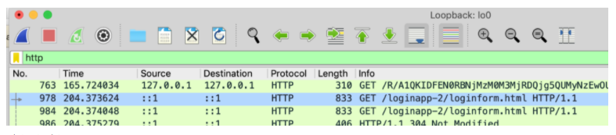 Loopback: lo0
http
No. Time Source Destination Protocol Length Info
763 165.724034 127.0.0.1 127.0.0.1 HTTP 310 GET /R/A1QKIDFEN0RBNjMzM0M3MjRDQjg5QUMyNzEwOU
978 204.373624 ::1 ::1 HTTP 833 GET /loginapp-2/loginform.html HTTP/1.1
984 204.374048 ::1 ::1 HTTP 833 GET /loginapp-2/loginform.html HTTP/1.1
986 204.375279 ::1 ::1 HTTP 406 HTTP/1.1 304 Not Modified